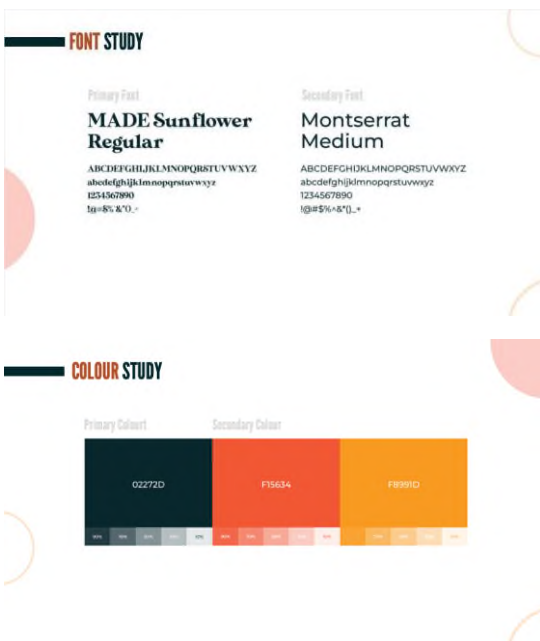 FONT STUDY
Primary Font
MADE Sunflower
Regular
ABCDEFGHIJKLMNOPQRSTUVWXYZ
abcdefghijklmnopqrstuvwxyz
1234567890
Secondary Font
Montserrat
Medium
ABCDEFGHIJKLMNOPQRSTUVWXYZ
abcdefghijklmnopqrstuvwxyz
1234567890
!@#$%^&*()_+
COLOUR STUDY
Primary Colourt
Secondary Colour
02272D
F15634
F8991D